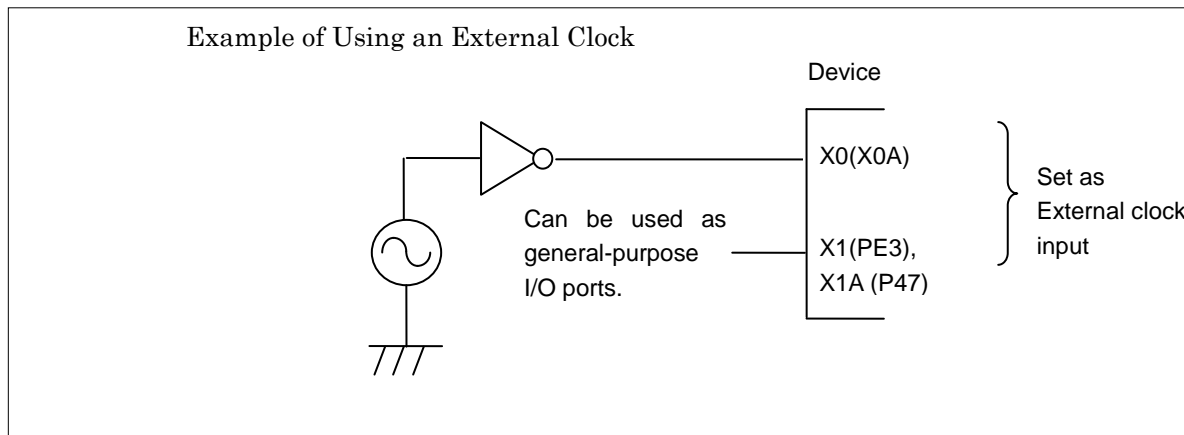 Example of Using an External Clock
Device
X0(X0A)
Can be used as
general-purpose
I/O ports.
X1(PE3),
X1A (P47)
Set as
External clock
input